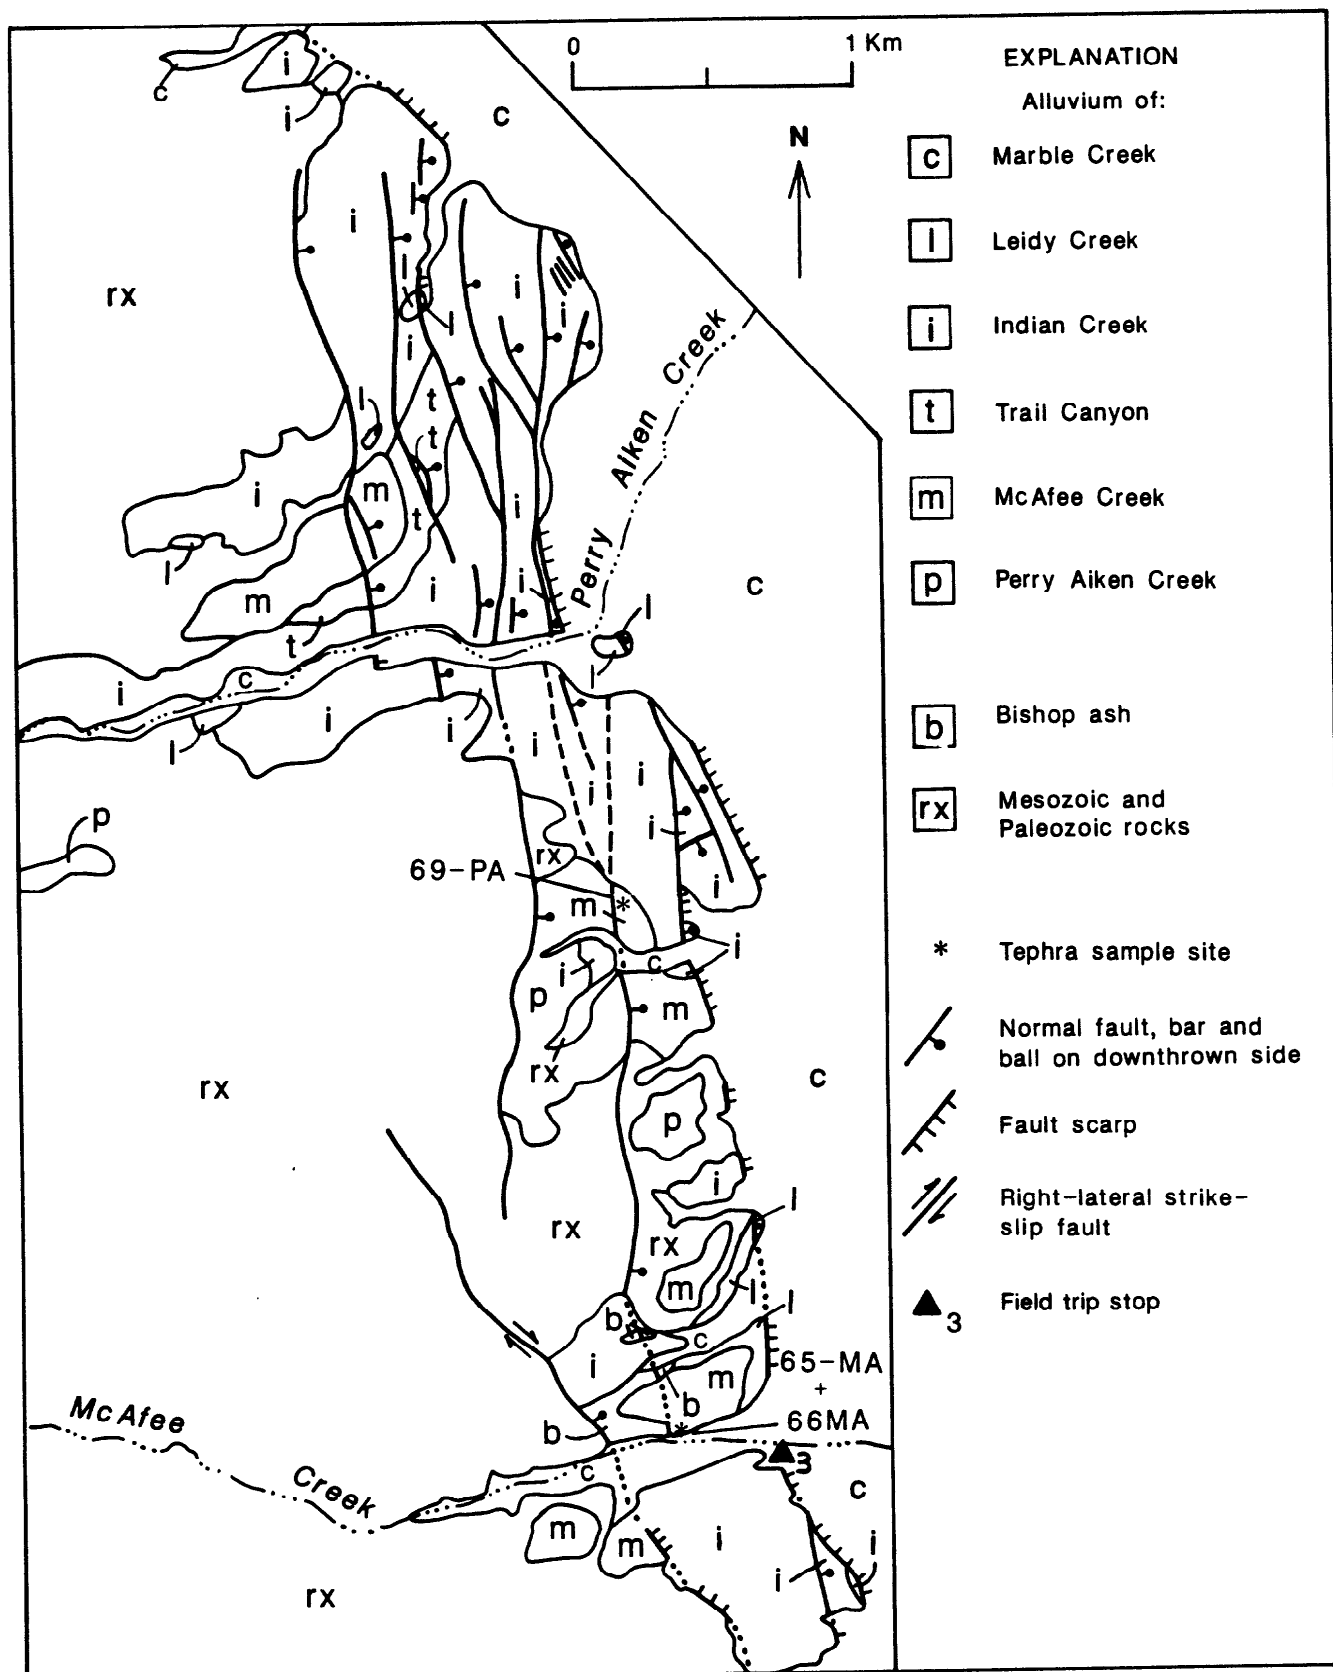 0 1 Km
N
EXPLANATION
Alluvium of:
c Marble Creek
l Leidy Creek
i Indian Creek
t Trail Canyon
m McAfee Creek
p Perry Aiken Creek
b Bishop ash
rx Mesozoic and
Paleozoic rocks
* Tephra sample site
Normal fault, bar and
ball on downthrown side
Fault scarp
Right-lateral strike-
slip fault
3 Field trip stop
c
i
i
c
i
l
rx
l
l
i
i
i
i
l
t
t
i
m
t
i
l
i
i
m
t
c
i
l
i
i
Perry Aiken Creek
c
l
l
i
i
i
i
i
p
rx
69-PA
m
*
i
c
i
p
m
rx
rx
c
p
i
l
rx
rx
m
l
l
b
c
i
m
65-MA
+
66MA
b
b
*
McAfee Creek
c
3
c
m
m
i
i
i
rx